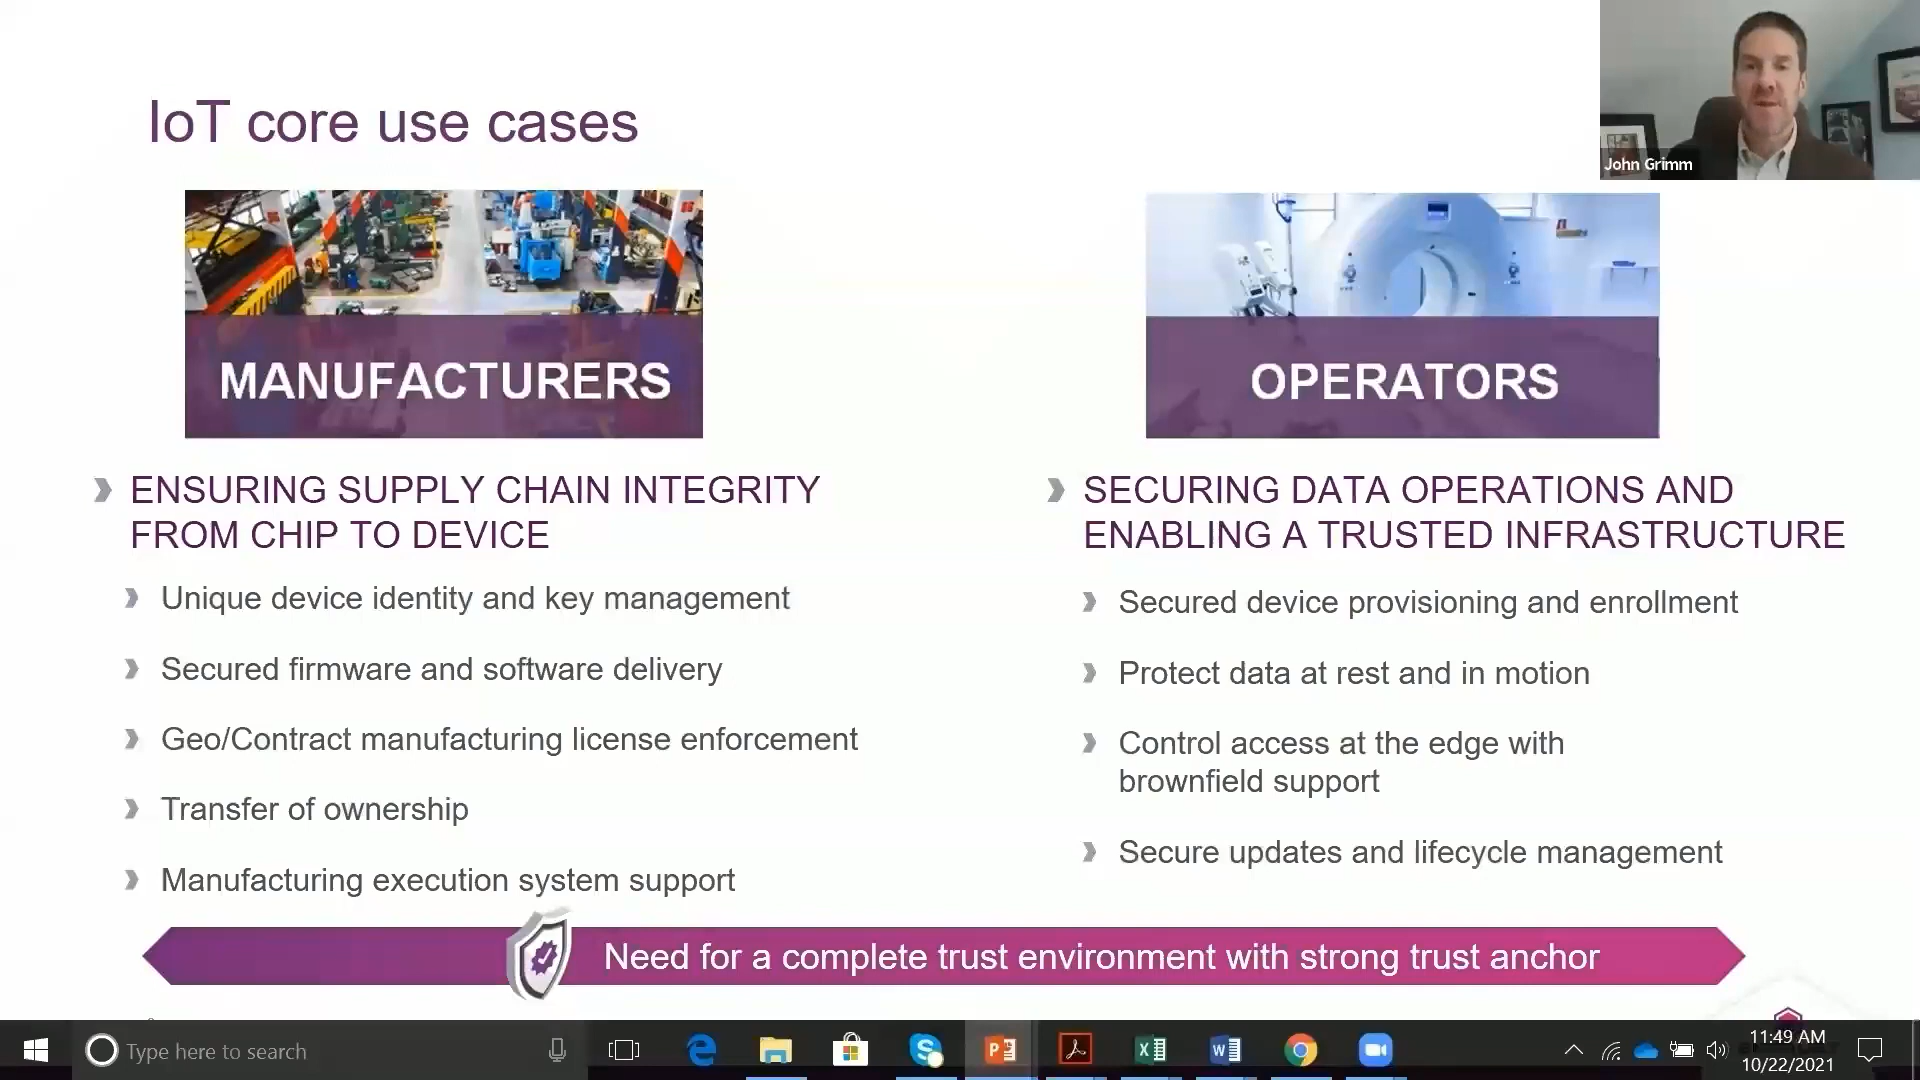 IoT core use cases
John Grimm
MANUFACTURERS
OPERATORS
ENSURING SUPPLY CHAIN INTEGRITY
FROM CHIP TO DEVICE
Unique device identity and key management
Secured firmware and software delivery
Geo/Contract manufacturing license enforcement
Transfer of ownership
Manufacturing execution system support
SECURING DATA OPERATIONS AND
ENABLING A TRUSTED INFRASTRUCTURE
Secured device provisioning and enrollment
Protect data at rest and in motion
Control access at the edge with
brownfield support
Secure updates and lifecycle management
Need for a complete trust environment with strong trust anchor
Type here to search
11:49 AM
10/22/2021